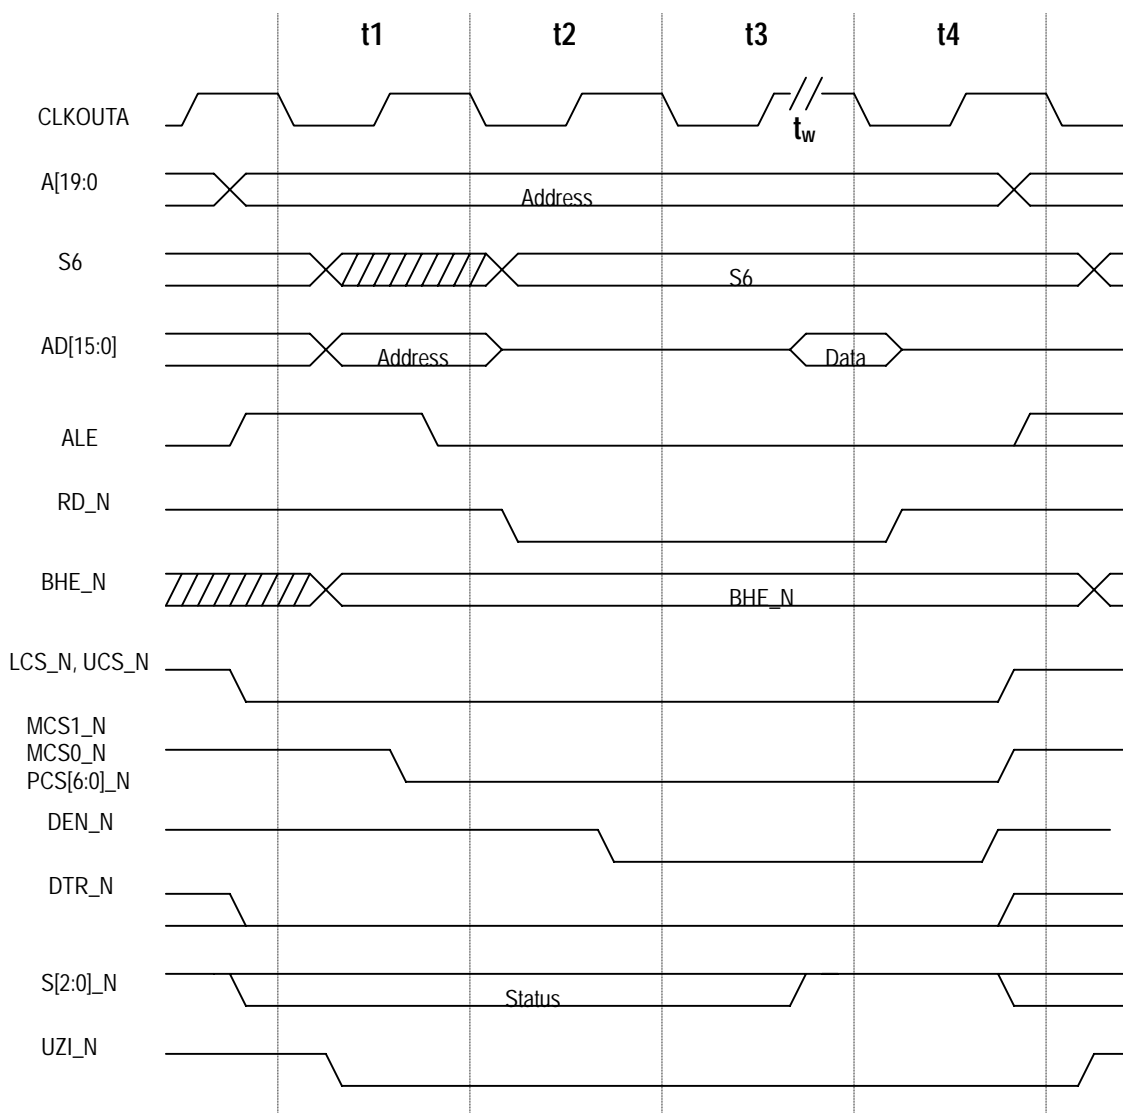 t1 t2 t3 t4
CLKOUTA
tw
A[19:0
Address
S6
S6
AD[15:0]
Address Data
ALE
RD_N
BHE_N
BHE_N
LCS_N, UCS_N
MCS1_N
MCS0_N
PCS[6:0]_N
DEN_N
DTR_N
S[2:0]_N
Status
UZI_N